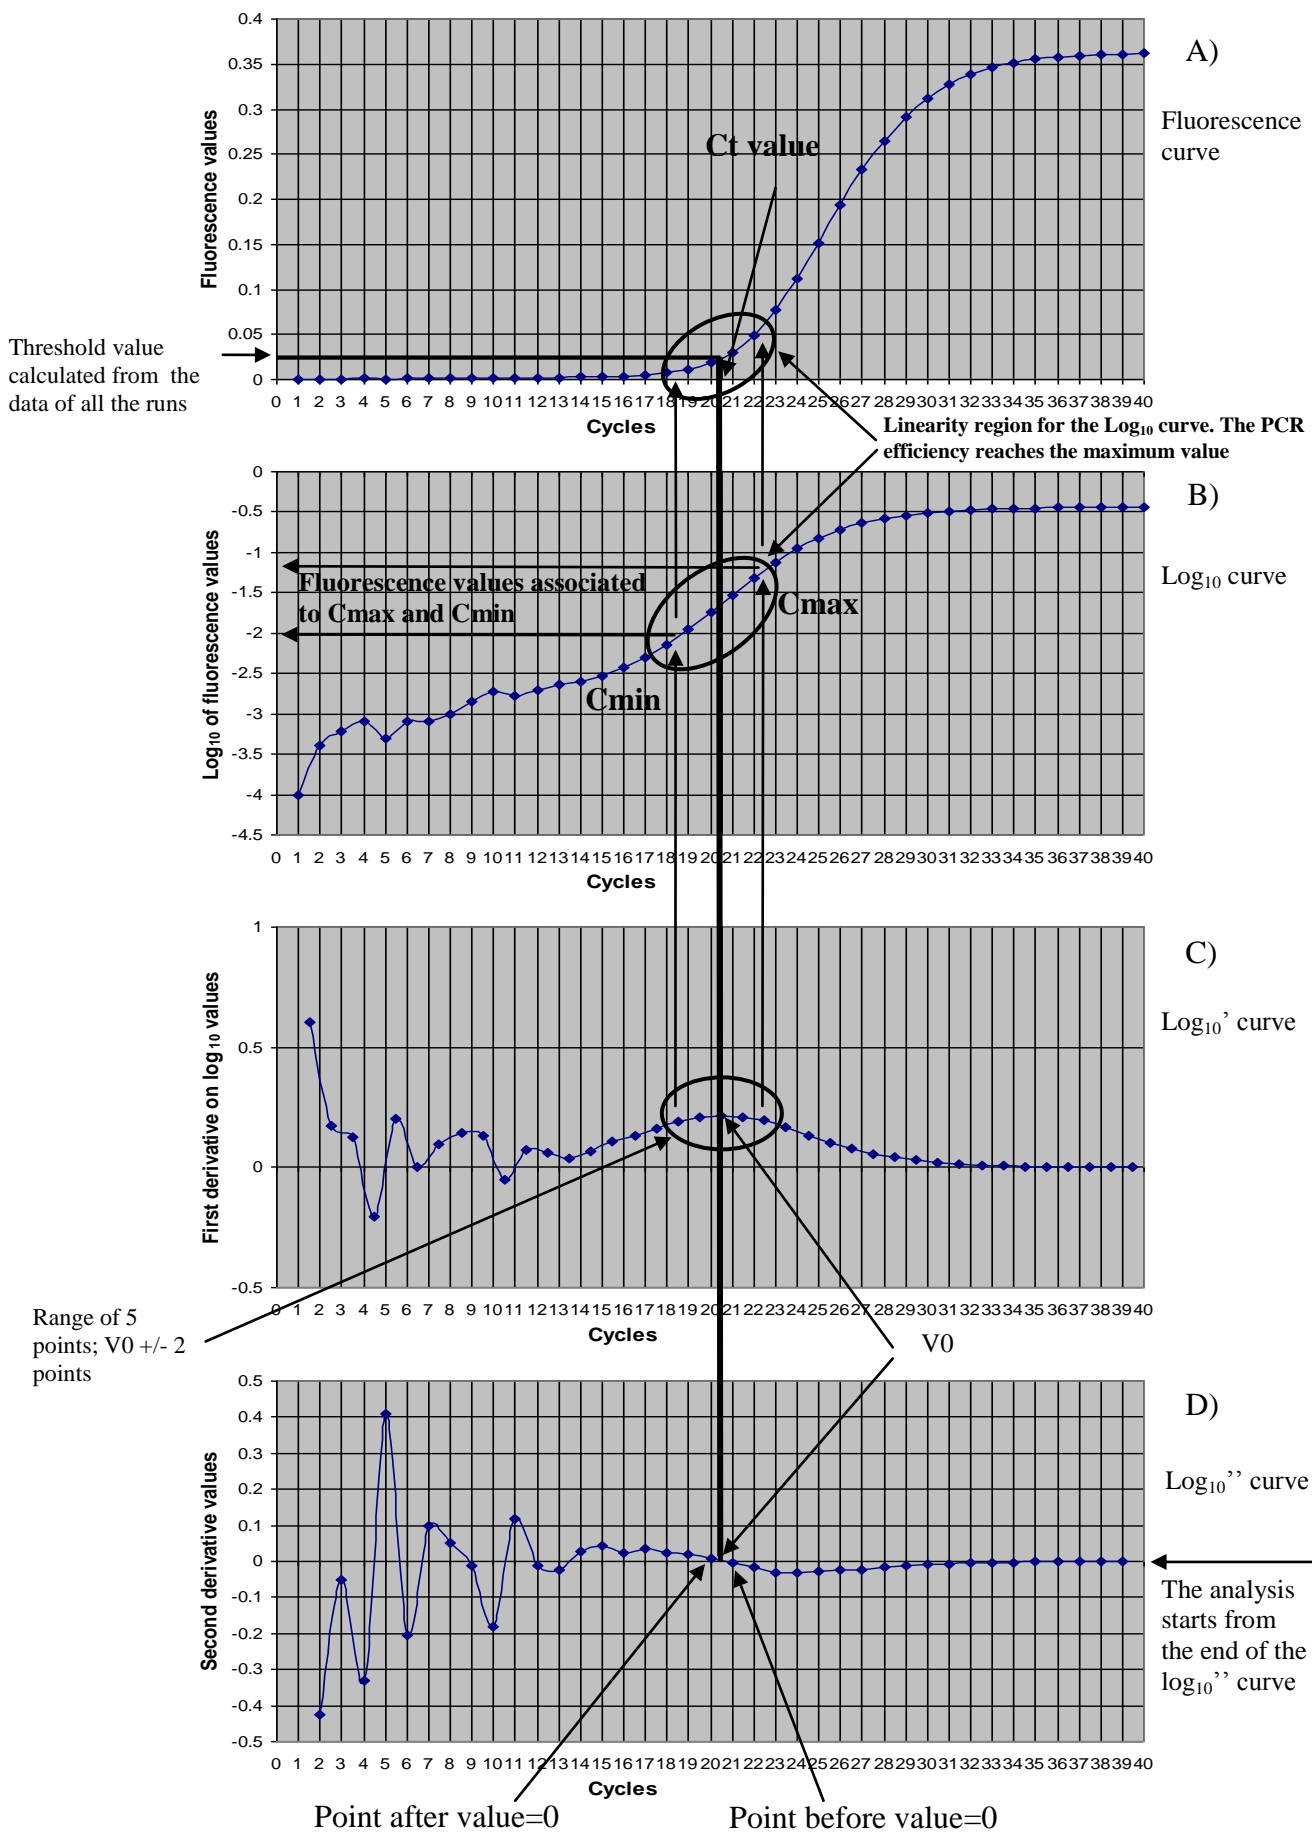 A)
Fluorescence curve
Fluorescence values
0.4
0.35
0.3
0.25
0.2
0.15
0.1
0.05
0
Ct value
Threshold value
calculated from the
data of all the runs
0 1 2 3 4 5 6 7 8 9 10 11 12 13 14 15 16 17 18 19 20 21 22 23 24 25 26 27 28 29 30 31 32 33 34 35 36 37 38 39 40
Cycles
Linearity region for the Log10 curve. The PCR
efficiency reaches the maximum value
B)
Log10 curve
Log10 of fluorescence values
0
-0.5
-1
-1.5
-2
-2.5
-3
-3.5
-4
-4.5
Fluorescence values associated
to Cmax and Cmin
Cmax
Cmin
0 1 2 3 4 5 6 7 8 9 10 11 12 13 14 15 16 17 18 19 20 21 22 23 24 25 26 27 28 29 30 31 32 33 34 35 36 37 38 39 40
Cycles
C)
Log10’ curve
First derivative on log10 values
1
0.5
0
-0.5
0 1 2 3 4 5 6 7 8 9 10 11 12 13 14 15 16 17 18 19 20 21 22 23 24 25 26 27 28 29 30 31 32 33 34 35 36 37 38 39 40
Cycles
Range of 5
points; V0 +/- 2
points
V0
D)
Log10’’ curve
Second derivative values
0.5
0.4
0.3
0.2
0.1
0
-0.1
-0.2
-0.3
-0.4
-0.5
The analysis
starts from
the end of the
log10’’ curve
0 1 2 3 4 5 6 7 8 9 10 11 12 13 14 15 16 17 18 19 20 21 22 23 24 25 26 27 28 29 30 31 32 33 34 35 36 37 38 39 40
Cycles
Point after value=0
Point before value=0